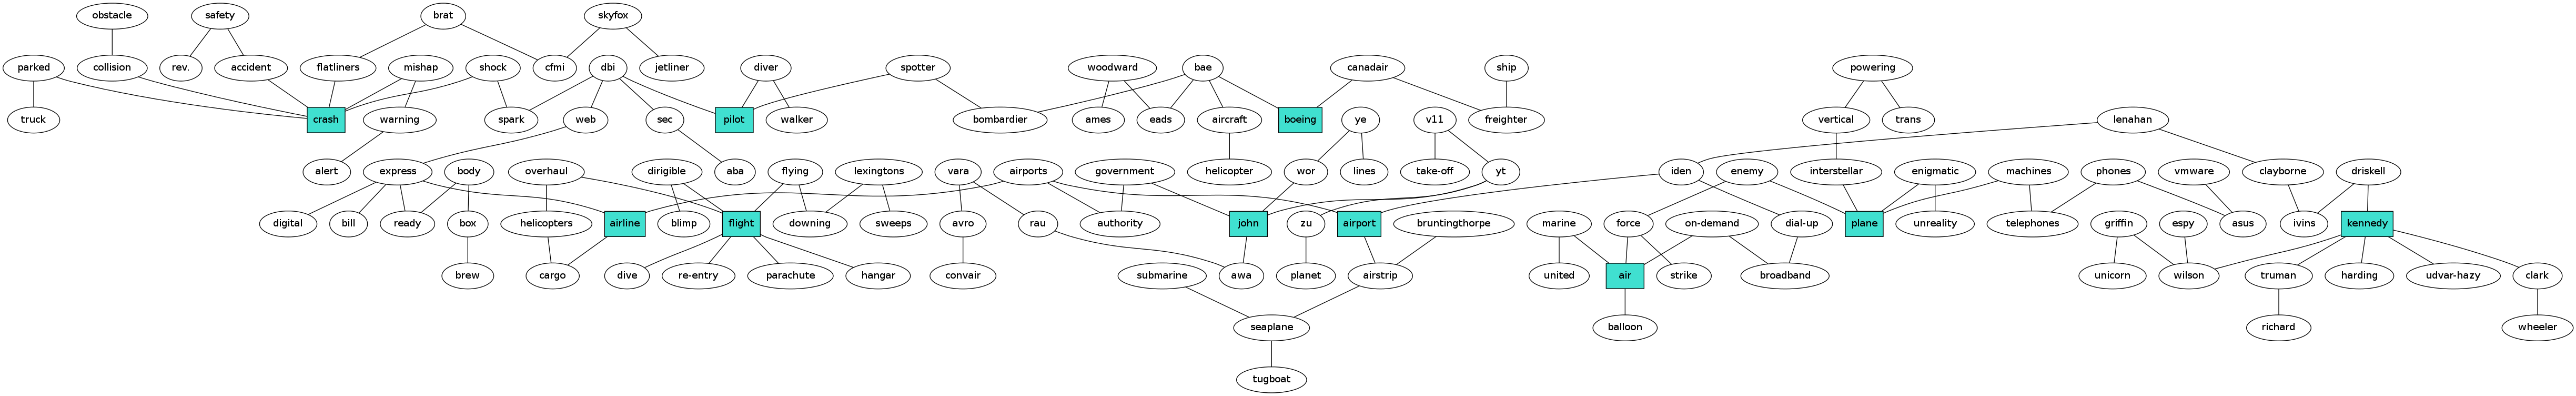 obstacle safety brat skyfox
parked collision rev. accident flatliners mishap shock cfmi dbi jetliner diver spotter woodward bae canadair ship powering
truck crash warning spark web sec pilot walker bombardier ames eads aircraft boeing ye v11 freighter vertical trans lenahan
alert express body overhaul aba dirigible flying lexingtons vara airports government helicopter wor lines take-off yt iden enemy interstellar enigmatic machines phones vmware clayborne driskell
digital bill ready box helicopters airline blimp flight downing sweeps avro rau authority john zu airport bruntingthorpe marine force on-demand dial-up plane unreality telephones griffin espy asus ivins kennedy
brew cargo dive re-entry parachute hangar convair submarine awa planet airstrip united air strike broadband unicorn wilson truman harding udvar-hazy clark
seaplane balloon richard wheeler
tugboat